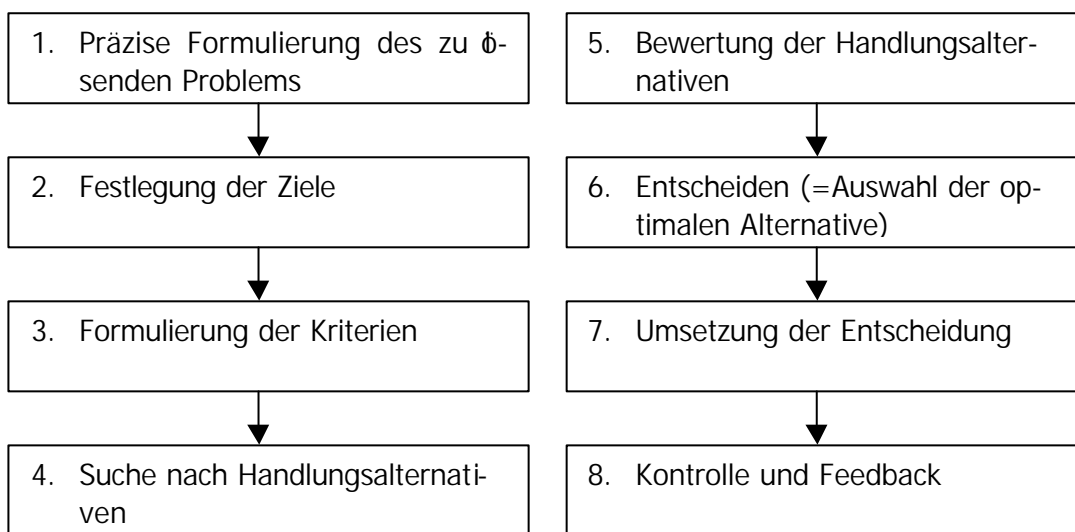 1. Präzise Formulierung des zu ö-
senden Problems
2. Festlegung der Ziele
3. Formulierung der Kriterien
4. Suche nach Handlungsalternati-
ven
5. Bewertung der Handlungsalter-
nativen
6. Entscheiden (=Auswahl der op-
timalen Alternative)
7. Umsetzung der Entscheidung
8. Kontrolle und Feedback